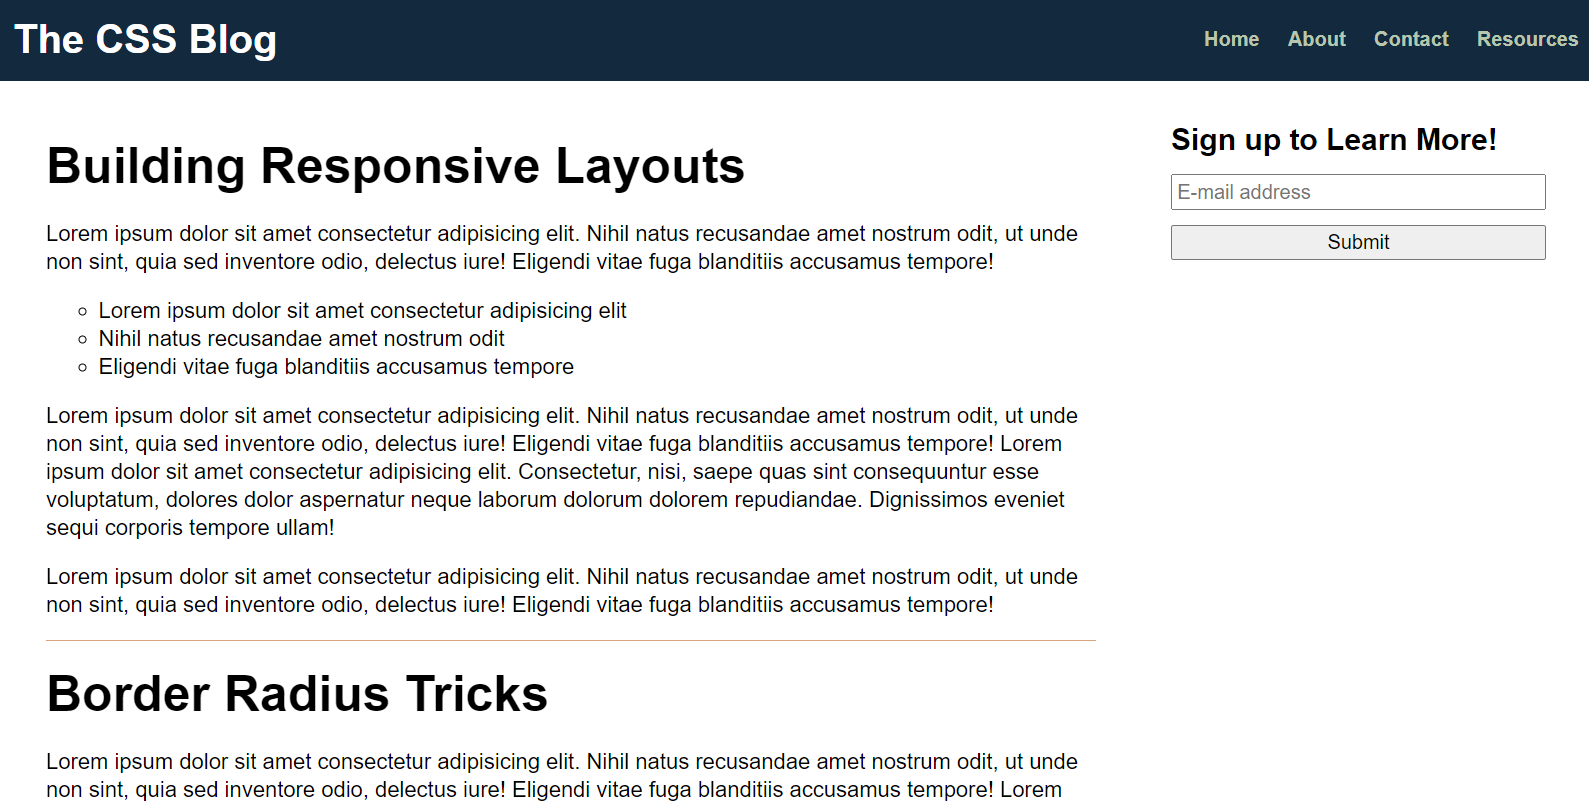 The CSS Blog
Home About Contact Resources
Building Responsive Layouts
Lorem ipsum dolor sit amet consectetur adipisicing elit. Nihil natus recusandae amet nostrum odit, ut unde
non sint, quia sed inventore odio, delectus iure! Eligendi vitae fuga blanditiis accusamus tempore!
Lorem ipsum dolor sit amet consectetur adipisicing elit
Nihil natus recusandae amet nostrum odit
Eligendi vitae fuga blanditiis accusamus tempore
Lorem ipsum dolor sit amet consectetur adipisicing elit. Nihil natus recusandae amet nostrum odit, ut unde
non sint, quia sed inventore odio, delectus iure! Eligendi vitae fuga blanditiis accusamus tempore! Lorem
ipsum dolor sit amet consectetur adipisicing elit. Consectetur, nisi, saepe quas sint consequuntur esse
voluptatum, dolores dolor aspernatur neque laborum dolorum dolorem repudiandae. Dignissimos eveniet
sequi corporis tempore ullam!
Lorem ipsum dolor sit amet consectetur adipisicing elit. Nihil natus recusandae amet nostrum odit, ut unde
non sint, quia sed inventore odio, delectus iure! Eligendi vitae fuga blanditiis accusamus tempore!
Border Radius Tricks
Lorem ipsum dolor sit amet consectetur adipisicing elit. Nihil natus recusandae amet nostrum odit, ut unde
non sint, quia sed inventore odio, delectus iure! Eligendi vitae fuga blanditiis accusamus tempore! Lorem
Sign up to Learn More!
E-mail address
Submit